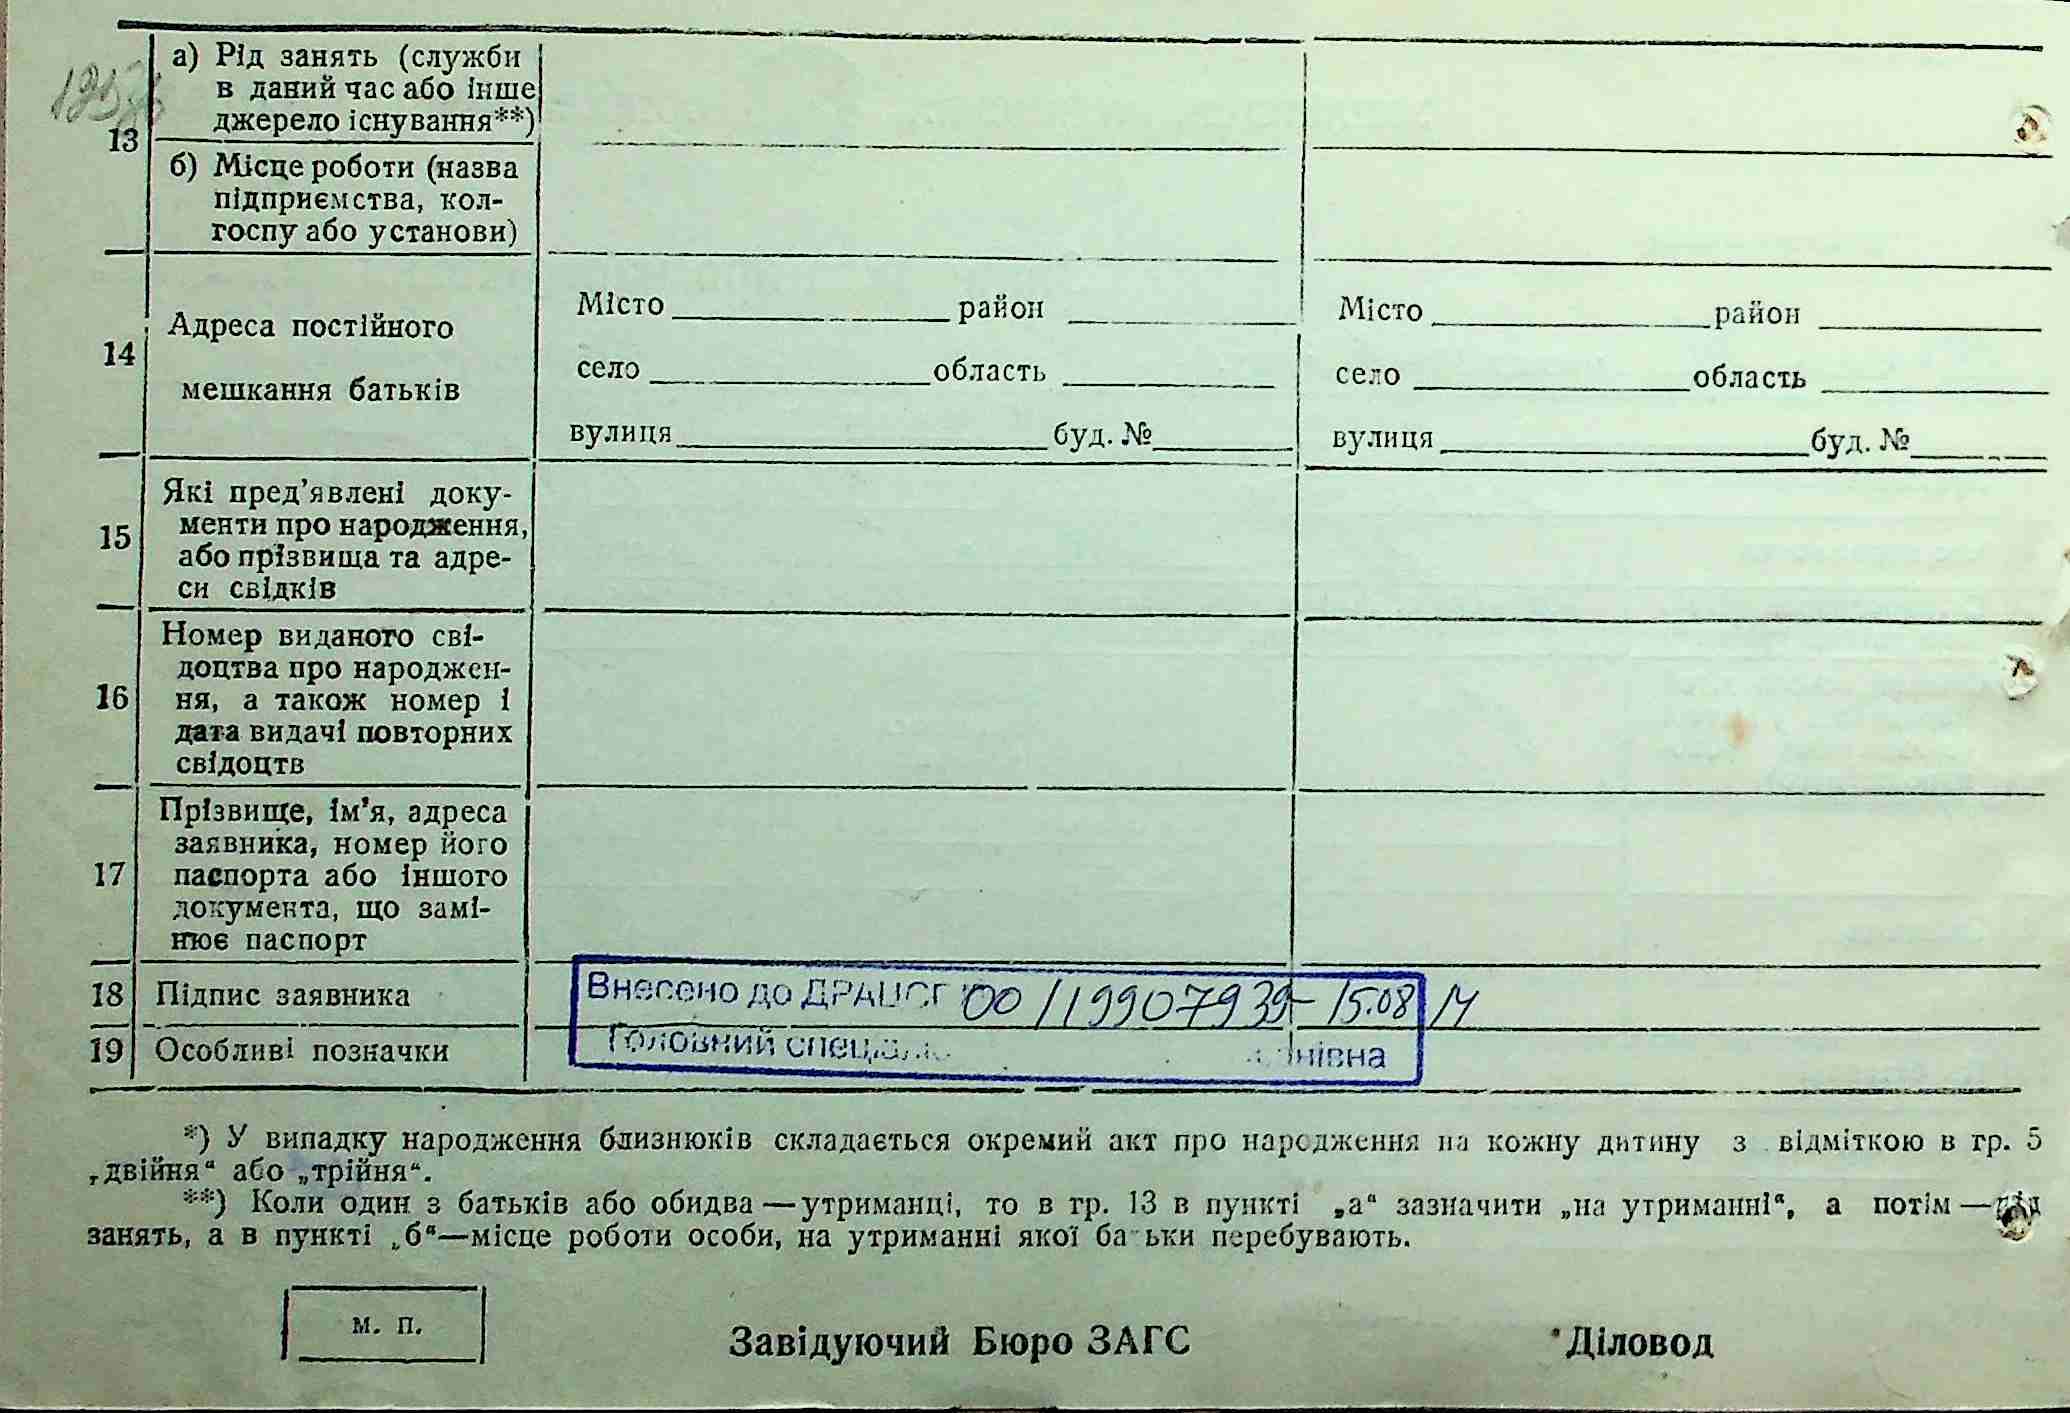 13
а) Рід занять (служби
в даний час або інше
джерело існування**)
б) Місце роботи (назва
підприємства, кол-
госпу або установи)
14
Адреса постійного
мешкання батьків
Місто район
село область
вулиця буд. №
Місто район
село область
вулиця буд. №
15
Які пред'явлені доку-
менти про народження,
або прізвища та адре-
си свідків
16
Номер виданого сві-
доцтва про народжен-
ня, а також номер і
дата видачі повторних
свідоцтв
17
Прізвище, ім'я, адреса
заявника, номер його
паспорта або іншого
документа, що замі-
нює паспорт
18 Підпис заявника
Внесено до ДРАЦСГ 00119907939 - 15.08 14
19 Особливі позначки
Головний
*) У випадку народження близнюків складається окремий акт про народження на кожну дитину з відміткою в гр. 5
„двійня“ або „трійня“.
**) Коли один з батьків або обидва — утриманці, то в гр. 13 в пункті „а“ зазначити „на утриманні“, а потім — рід
занять, а в пункті „б“—місце роботи особи, на утриманні якої батьки перебувають.
м. п.
Завідуючий Бюро ЗАГС Діловод